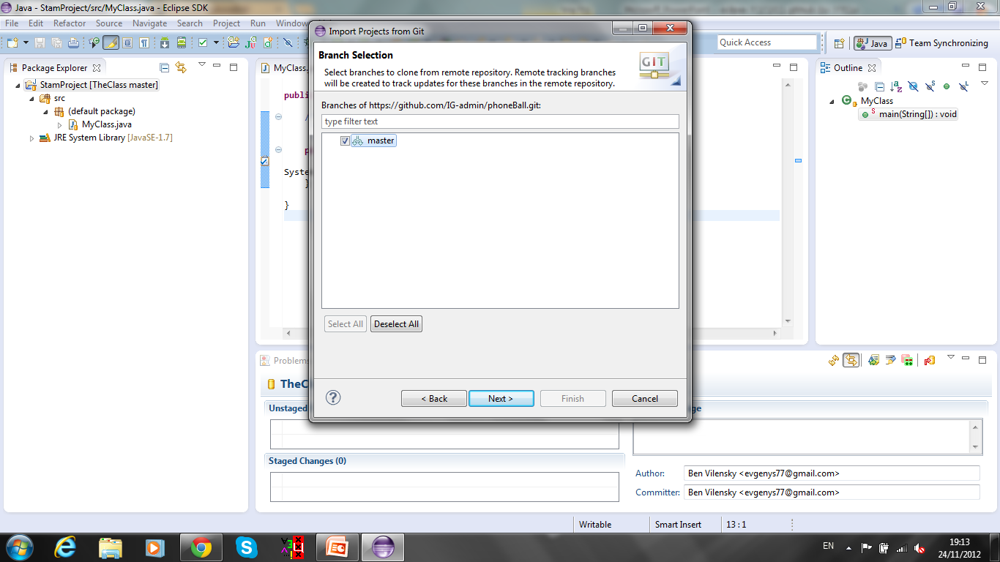 Java - StamProject/src/MyClass.java - Eclipse SDK
File Edit Refactor Source Navigate Search Project Run Window
Quick Access
Java
Team Synchronizing
Package Explorer
StamProject [TheClass master]
src
(default package)
MyClass.java
JRE System Library [JavaSE-1.7]
MyClass.
publi
Syste
}
}
Import Projects from Git
Branch Selection
Select branches to clone from remote repository. Remote tracking branches
will be created to track updates for these branches in the remote repository.
GIT
Branches of https://github.com/IG-admin/phoneBall.git:
type filter text
master
Select All
Deselect All
?
< Back
Next >
Finish
Cancel
Outline
MyClass
main(String[]) : void
Problem
TheC
Unstaged
ge
Staged Changes (0)
Author: Ben Vilensky <evgenys77@gmail.com>
Committer: Ben Vilensky <evgenys77@gmail.com>
Writable
Smart Insert
13 : 1
EN
19:13
24/11/2012